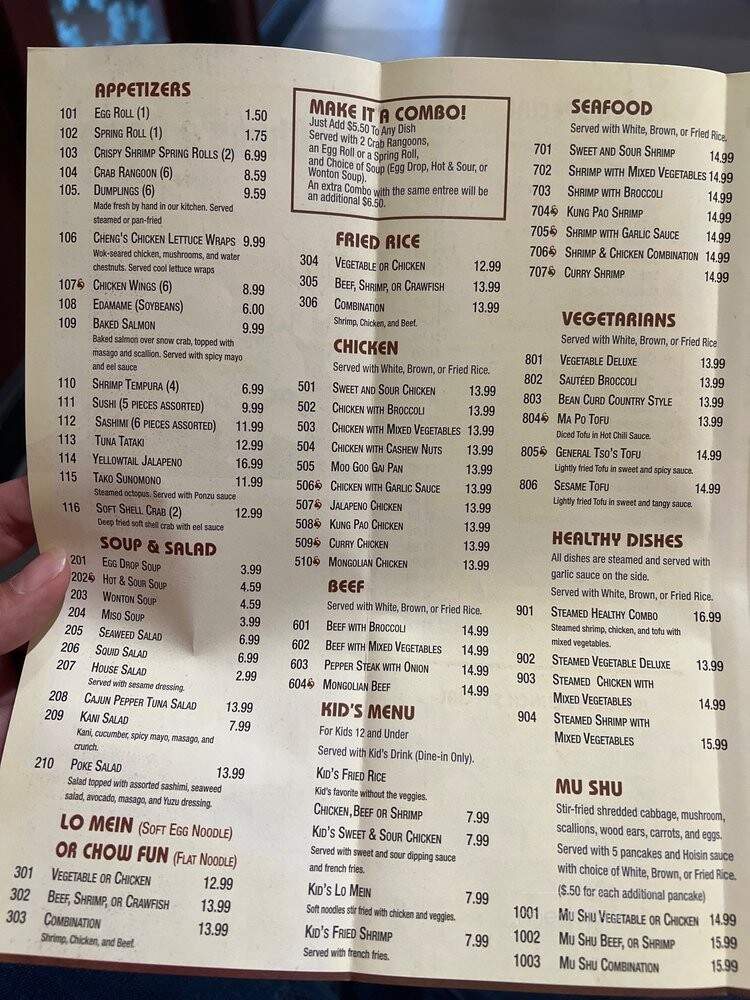 APPETIZERS
101 EGG ROLL (1) 1.50
102 SPRING ROLL (1) 1.75
103 CRISPY SHRIMP SPRING ROLLS (2) 6.99
104 CRAB RANGOON (6) 8.59
105. DUMPLINGS (6) 9.59
Made fresh by hand in our kitchen. Served
steamed or pan-fried
106 CHENG'S CHICKEN LETTUCE WRAPS 9.99
Wok-seared chicken, mushrooms, and water
chestnuts. Served cool lettuce wraps
107 CHICKEN WINGS (6) 8.99
108 EDAMAME (SOYBEANS) 6.00
109 BAKED SALMON 9.99
Baked salmon over snow crab, topped with
masago and scallion. Served with spicy mayo
and eel sauce
110 SHRIMP TEMPURA (4) 6.99
111 SUSHI (5 PIECES ASSORTED) 9.99
112 SASHIMI (6 PIECES ASSORTED) 11.99
113 TUNA TATAKI 12.99
114 YELLOWTAIL JALAPENO 16.99
115 TAKO SUNOMONO 11.99
Steamed octopus. Served with Ponzu sauce
116 SOFT SHELL CRAB (2) 12.99
Deep fried soft shell crab with eel sauce
SOUP & SALAD
201 EGG DROP SOUP 3.99
202 HOT & SOUR SOUP 4.59
203 WONTON SOUP 4.59
204 MISO SOUP 3.99
205 SEAWEED SALAD 6.99
206 SQUID SALAD 6.99
207 HOUSE SALAD 2.99
Served with sesame dressing.
208 CAJUN PEPPER TUNA SALAD 13.99
209 KANI SALAD 7.99
Kani, cucumber, spicy mayo, masago, and
crunch.
210 POKE SALAD 13.99
Salad topped with assorted sashimi, seaweed
salad, avocado, masago, and Yuzu dressing.
LO MEIN (SOFT EGG NOODLE)
OR CHOW FUN (FLAT NOODLE)
301 VEGETABLE OR CHICKEN 12.99
302 BEEF, SHRIMP, OR CRAWFISH 13.99
303 COMBINATION 13.99
Shrimp, Chicken, and Beef.
MAKE IT A COMBO!
Just Add $5.50 To Any Dish
Served with 2 Crab Rangoons,
an Egg Roll or a Spring Roll,
and Choice of Soup (Egg Drop, Hot & Sour, or
Wonton Soup).
An extra Combo with the same entree will be
an additional $6.50.
FRIED RICE
304 VEGETABLE OR CHICKEN 12.99
305 BEEF, SHRIMP, OR CRAWFISH 13.99
306 COMBINATION 13.99
Shrimp, Chicken, and Beef.
CHICKEN
Served with White, Brown, or Fried Rice.
501 SWEET AND SOUR CHICKEN 13.99
502 CHICKEN WITH BROCCOLI 13.99
503 CHICKEN WITH MIXED VEGETABLES 13.99
504 CHICKEN WITH CASHEW NUTS 13.99
505 MOO GOO GAI PAN 13.99
506 CHICKEN WITH GARLIC SAUCE 13.99
507 JALAPENO CHICKEN 13.99
508 KUNG PAO CHICKEN 13.99
509 CURRY CHICKEN 13.99
510 MONGOLIAN CHICKEN 13.99
BEEF
Served with White, Brown, or Fried Rice.
601 BEEF WITH BROCCOLI 14.99
602 BEEF WITH MIXED VEGETABLES 14.99
603 PEPPER STEAK WITH ONION 14.99
604 MONGOLIAN BEEF 14.99
KID'S MENU
For Kids 12 and Under
Served with Kid's Drink (Dine-in Only).
KID'S FRIED RICE
Kid's favorite without the veggies.
CHICKEN, BEEF OR SHRIMP 7.99
KID'S SWEET & SOUR CHICKEN 7.99
Served with sweet and sour dipping sauce
and french fries.
KID'S LO MEIN 7.99
Soft noodles stir fried with chicken and veggies.
KID'S FRIED SHRIMP 7.99
Served with french fries.
SEAFOOD
Served with White, Brown, or Fried Rice.
701 SWEET AND SOUR SHRIMP 14.99
702 SHRIMP WITH MIXED VEGETABLES 14.99
703 SHRIMP WITH BROCCOLI 14.99
704 KUNG PAO SHRIMP 14.99
705 SHRIMP WITH GARLIC SAUCE 14.99
706 SHRIMP & CHICKEN COMBINATION 14.99
707 CURRY SHRIMP 14.99
VEGETARIANS
Served with White, Brown, or Fried Rice
801 VEGETABLE DELUXE 13.99
802 SAUTÉED BROCCOLI 13.99
803 BEAN CURD COUNTRY STYLE 13.99
804 MA PO TOFU 13.99
Diced Tofu in Hot Chili Sauce.
805 GENERAL TSO'S TOFU 14.99
Lightly fried Tofu in sweet and spicy sauce.
806 SESAME TOFU 14.99
Lightly fried Tofu in sweet and tangy sauce.
HEALTHY DISHES
All dishes are steamed and served with
garlic sauce on the side.
Served with White, Brown, or Fried Rice.
901 STEAMED HEALTHY COMBO 16.99
Steamed shrimp, chicken, and tofu with
mixed vegetables.
902 STEAMED VEGETABLE DELUXE 13.99
903 STEAMED CHICKEN WITH
MIXED VEGETABLES 14.99
904 STEAMED SHRIMP WITH
MIXED VEGETABLES 15.99
MU SHU
Stir-fried shredded cabbage, mushroom,
scallions, wood ears, carrots, and eggs.
Served with 5 pancakes and Hoisin sauce
with choice of White, Brown, or Fried Rice.
($.50 for each additional pancake)
1001 MU SHU VEGETABLE OR CHICKEN 14.99
1002 MU SHU BEEF, OR SHRIMP 15.99
1003 MU SHU COMBINATION 15.99